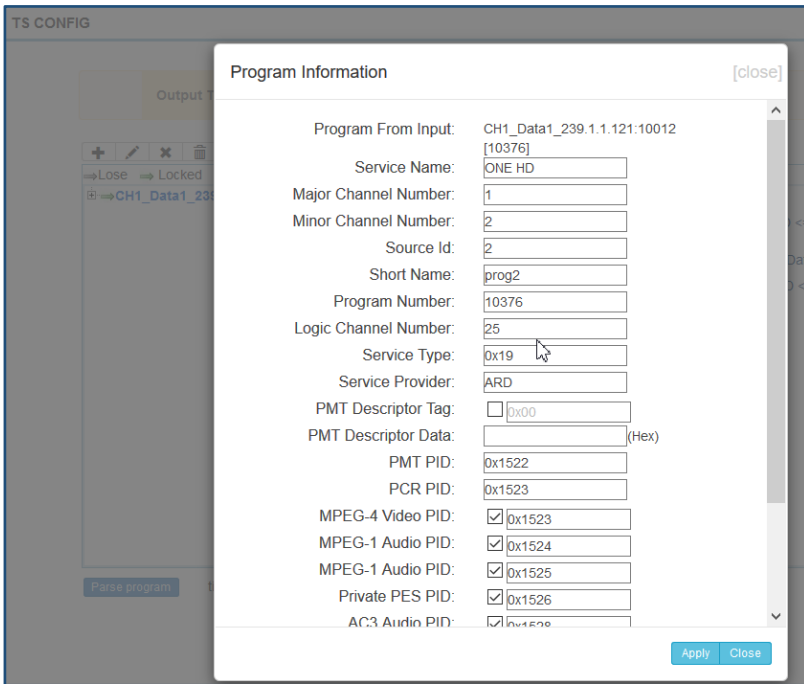 TS CONFIG
Program Information [close]
Output T
Program From Input: CH1_Data1_239.1.1.121:10012
[10376]
Lose Locked
Service Name: ONE HD
CH1_Data1_239
Major Channel Number: 1
Minor Channel Number: 2
Source Id: 2
Short Name: prog2
Program Number: 10376
Logic Channel Number: 25
Service Type: 0x19
Service Provider: ARD
PMT Descriptor Tag: 0x00
PMT Descriptor Data: (Hex)
PMT PID: 0x1522
PCR PID: 0x1523
MPEG-4 Video PID: 0x1523
MPEG-1 Audio PID: 0x1524
MPEG-1 Audio PID: 0x1525
Parse program
Private PES PID: 0x1526
AC3 Audio PID: 0x1528
Apply Close